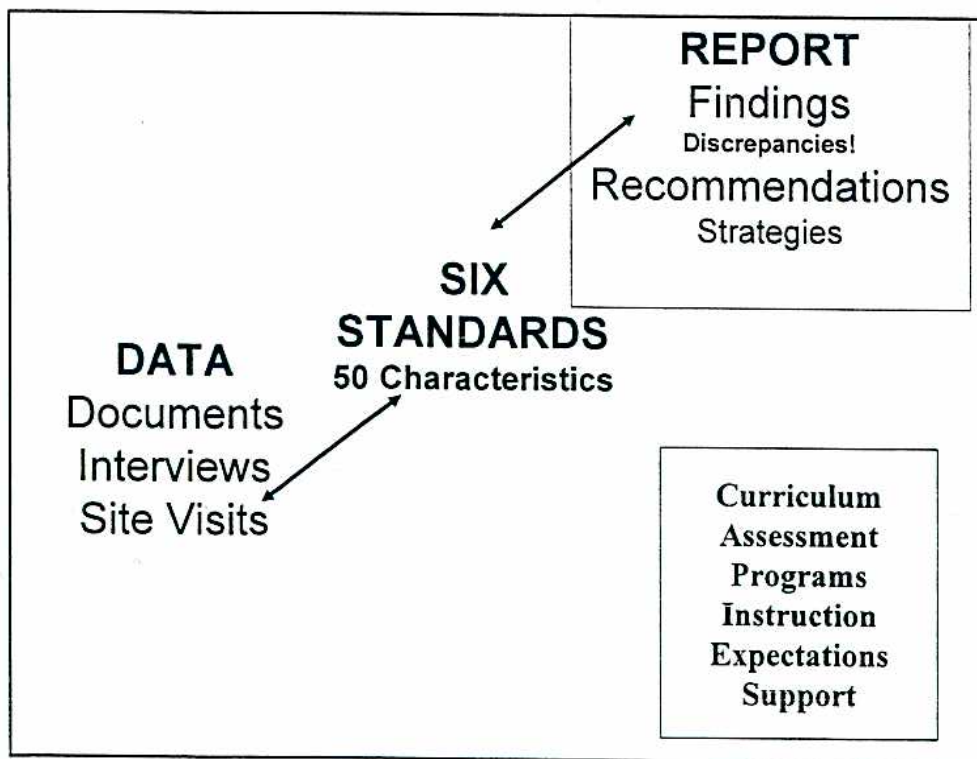 REPORT
Findings
Discrepancies!
Recommendations
Strategies
SIX
STANDARDS
50 Characteristics
DATA
Documents
Interviews
Site Visits
Curriculum
Assessment
Programs
Instruction
Expectations
Support